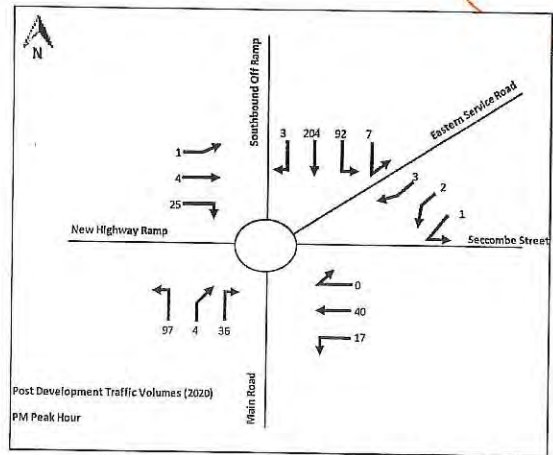 N
Southbound Off Ramp
Eastern Service Road
3 204 92 7
1
4
25
3
2
1
New Highway Ramp
Seccombe Street
0
40
17
97 4 36
Main Road
Post Development Traffic Volumes (2020)
PM Peak Hour